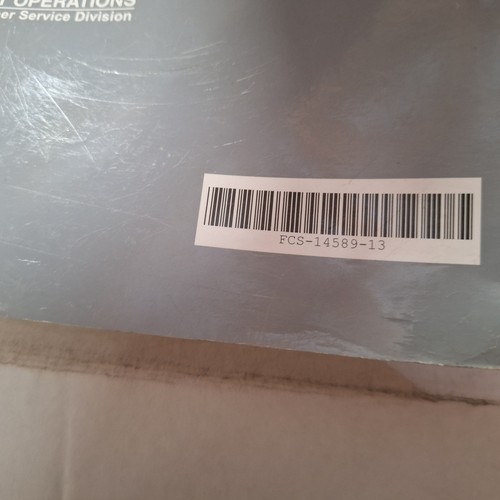 OPERATIONS
er Service Division
FCS-14589-13